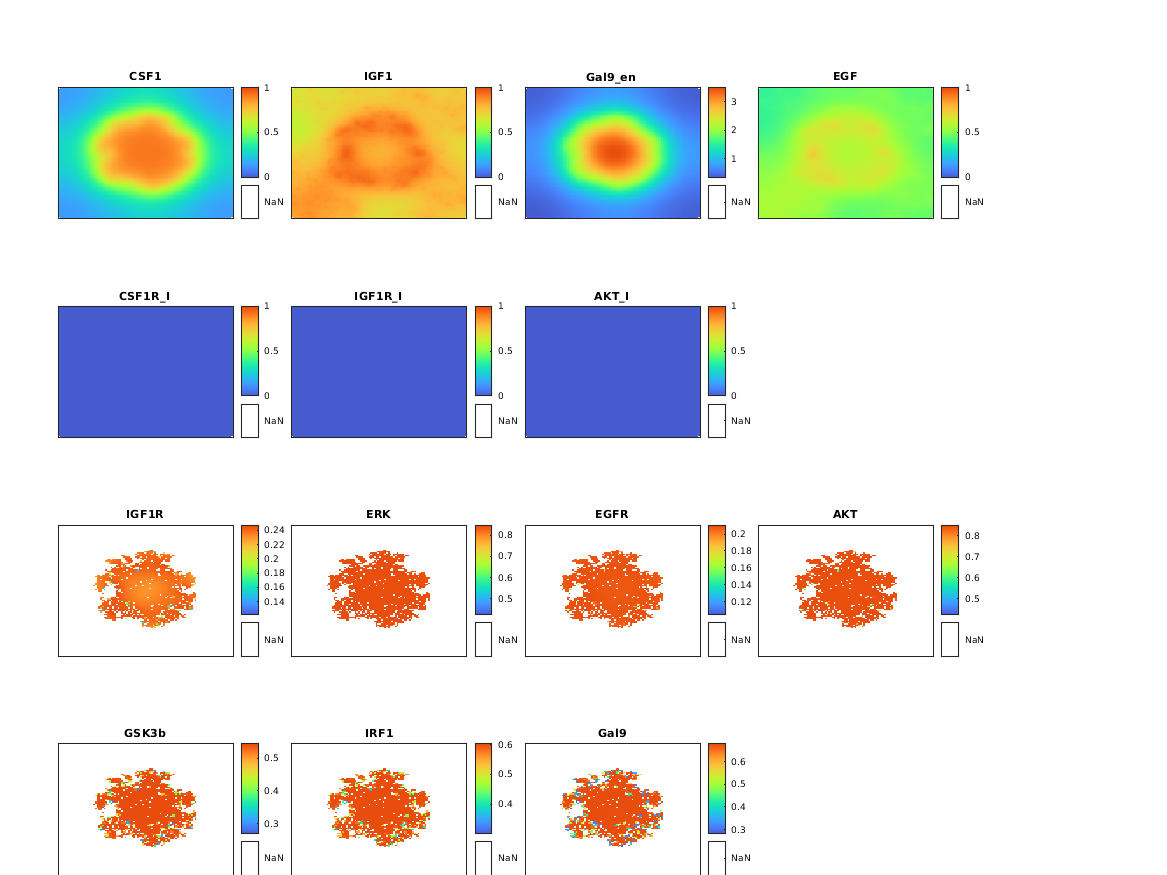 CSF1 IGF1 Gal9_en EGF
1 1 3 1
0.5 0.5 2 0.5
0 0 1 0
NaN NaN NaN NaN
CSF1R_I IGF1R_I AKT_I
1 1 1
0.5 0.5 0.5
0 0 0
NaN NaN NaN
IGF1R ERK EGFR AKT
0.24 0.8 0.2 0.8
0.22 0.7 0.18 0.7
0.2 0.6 0.16 0.6
0.18 0.5 0.14 0.5
0.16 0.12
0.14
NaN NaN NaN NaN
GSK3b IRF1 Gal9
0.5 0.6 0.6
0.4 0.5 0.5
0.3 0.4 0.4
0.3
NaN NaN NaN